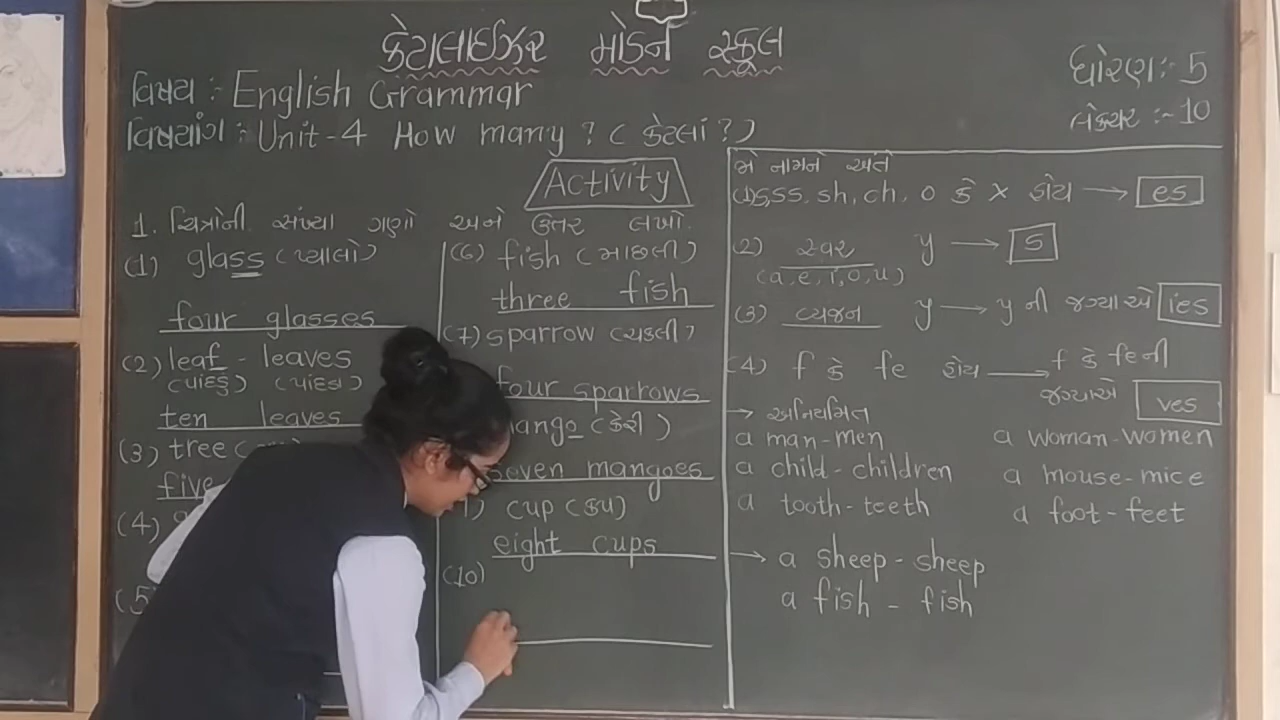 કેટાલાઈઝર મોડર્ન સ્કૂલ
વિષય : English Grammar
ધોરણ :- 5
વિષયાંગ : Unit-4 How many ? ( કેટલાં ? )
લેક્ચર :- 10
Activity
1. ચિત્રોની સંખ્યા ગણો અને ઉત્તર લખો.
(1) glass (પ્યાલો)
four glasses
(2) leaf - leaves
(પાંદડું) (પાંદડાં)
ten leaves
(3) tree (
five
(4)
(5)
(6) fish (માછલી)
three fish
(7) sparrow (ચકલી)
four sparrows
ango (કેરી)
seven mangoes
) cup (કપ)
eight cups
(10)
જે નામને અંતે
(1) s, ss, sh, ch, o કે x હોય → es
(2) સ્વર y → s
(a, e, i, o, u)
(3) વ્યંજન y → y ની જગ્યાએ ies
(4) f કે fe હોય → f કે fe ની
જગ્યાએ ves
→ અનિયમિત
a man - men a woman - women
a child - children a mouse - mice
a tooth - teeth a foot - feet
→ a sheep - sheep
a fish - fish